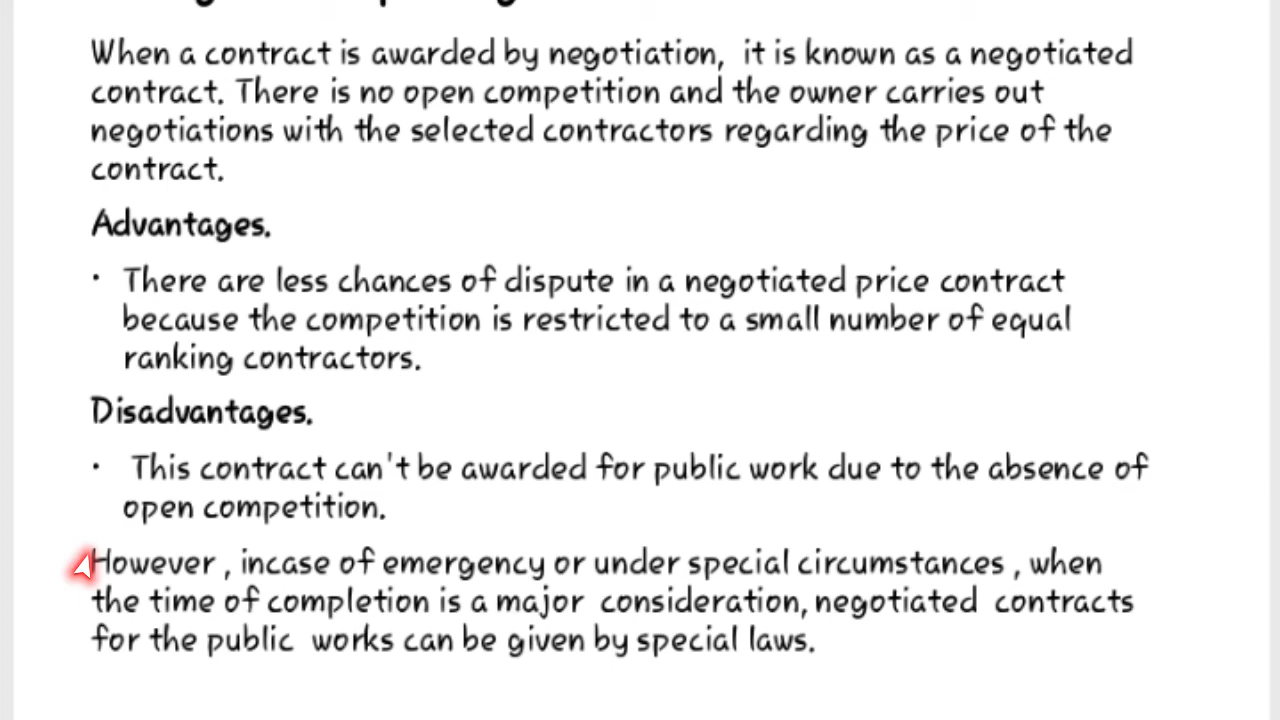 When a contract is awarded by negotiation, it is known as a negotiated
contract. There is no open competition and the owner carries out
negotiations with the selected contractors regarding the price of the
contract.
Advantages.
• There are less chances of dispute in a negotiated price contract
because the competition is restricted to a small number of equal
ranking contractors.
Disadvantages.
• This contract can't be awarded for public work due to the absence of
open competition.
However , incase of emergency or under special circumstances , when
the time of completion is a major consideration, negotiated contracts
for the public works can be given by special laws.